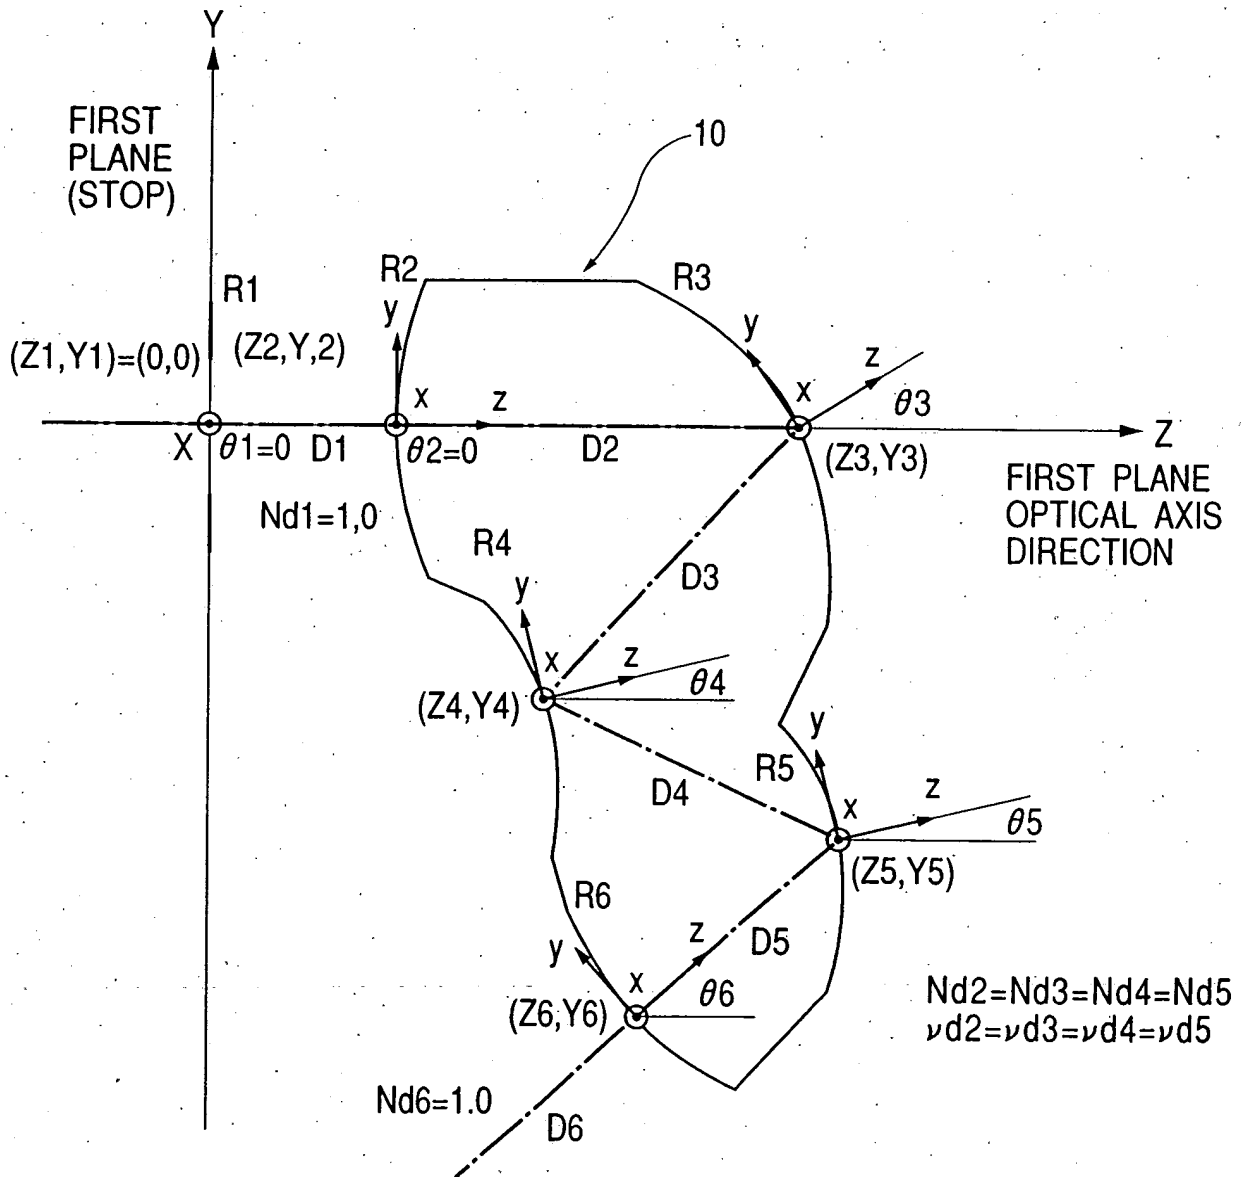 Y
FIRST
PLANE
(STOP)
10
R1
R2
R3
y
y
(Z1,Y1)=(0,0)
(Z2,Y,2)
x
z
x
z
θ3
X
θ1=0
D1
θ2=0
D2
(Z3,Y3)
Z
FIRST PLANE
OPTICAL AXIS
DIRECTION
Nd1=1,0
R4
D3
y
x
z
θ4
(Z4,Y4)
y
R5
D4
x
z
θ5
(Z5,Y5)
R6
y
z
D5
x
θ6
(Z6,Y6)
Nd2=Nd3=Nd4=Nd5
νd2=νd3=νd4=νd5
Nd6=1.0
D6